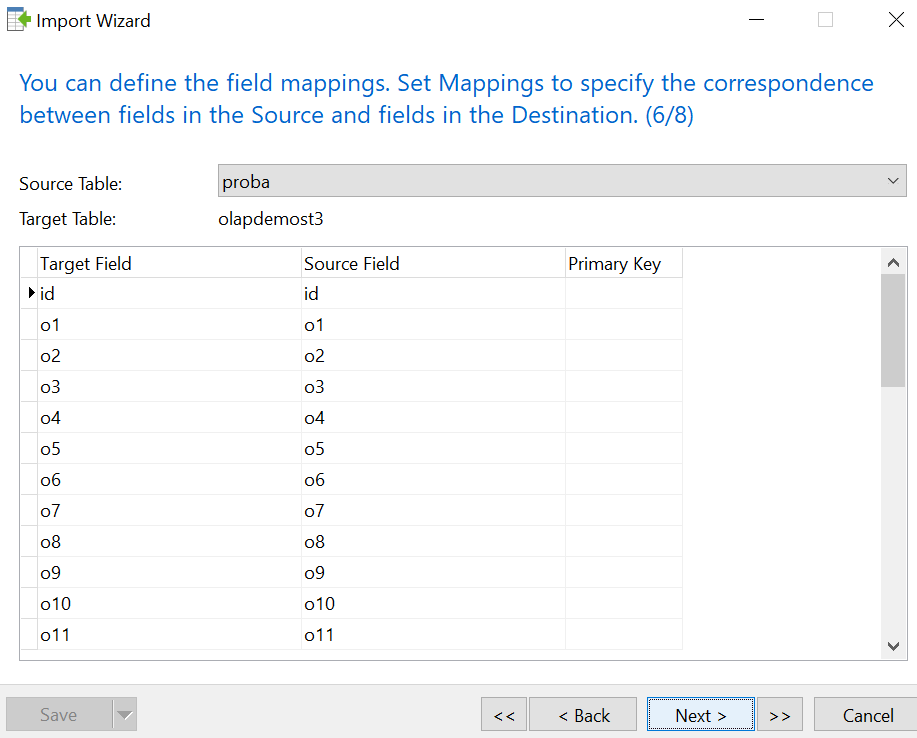 Import Wizard
You can define the field mappings. Set Mappings to specify the correspondence
between fields in the Source and fields in the Destination. (6/8)
Source Table: proba
Target Table: olapdemost3
Target Field Source Field Primary Key
id id
o1 o1
o2 o2
o3 o3
o4 o4
o5 o5
o6 o6
o7 o7
o8 o8
o9 o9
o10 o10
o11 o11
Save << < Back Next > >> Cancel